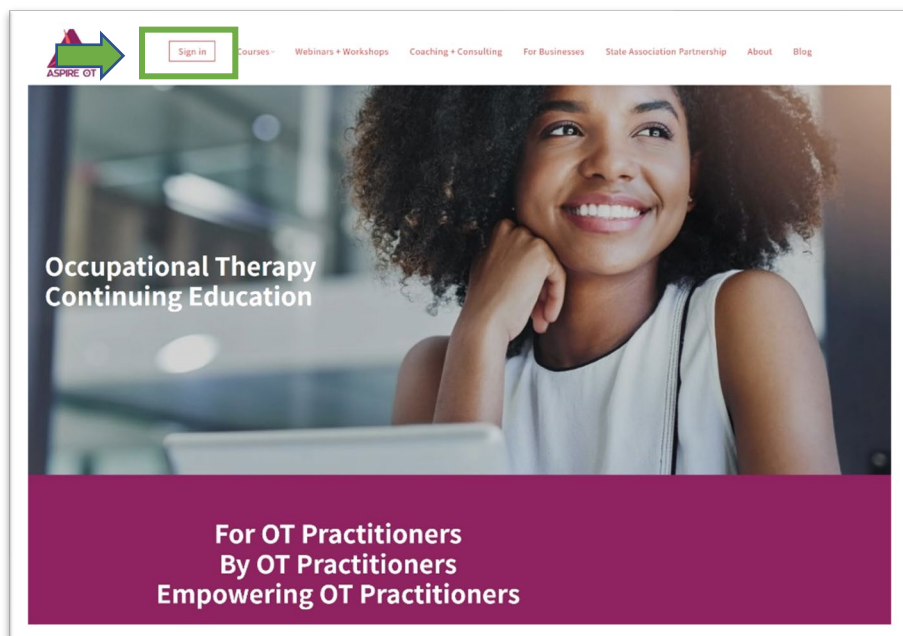 ASPIRE OT
Sign in Courses Webinars + Workshops Coaching + Consulting For Businesses State Association Partnership About Blog
Occupational Therapy
Continuing Education
For OT Practitioners
By OT Practitioners
Empowering OT Practitioners